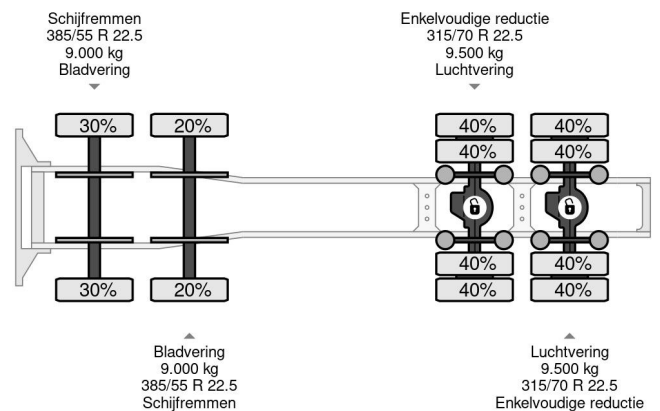 Schijfremmen
385/55 R 22.5
9.000 kg
Bladvering
Enkelvoudige reductie
315/70 R 22.5
9.500 kg
Luchtvering
30%
20%
40%
40%
40%
40%
30%
20%
40%
40%
40%
40%
Bladvering
9.000 kg
385/55 R 22.5
Schijfremmen
Luchtvering
9.500 kg
315/70 R 22.5
Enkelvoudige reductie